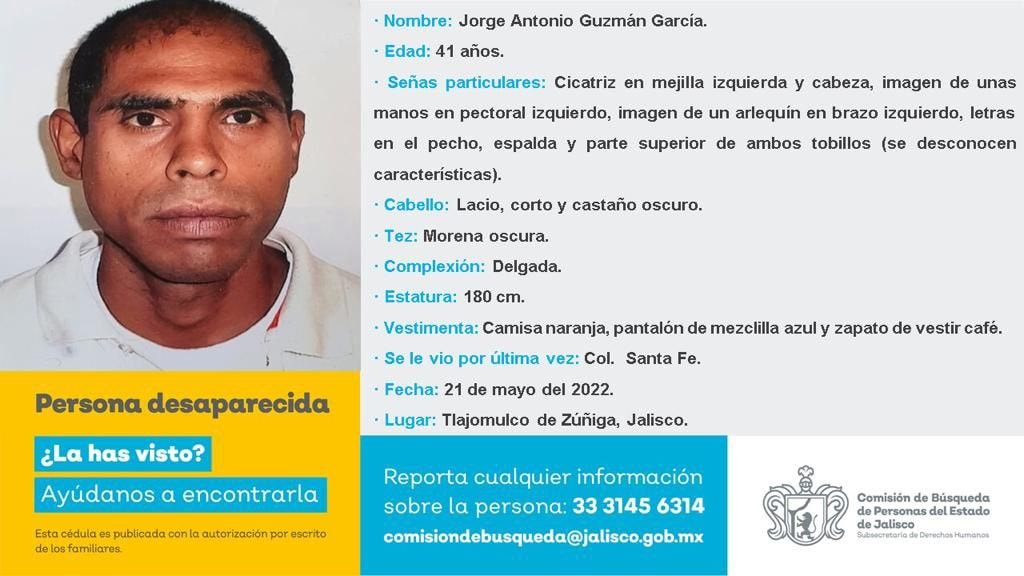 · Nombre: Jorge Antonio Guzmán García.
· Edad: 41 años.
· Señas particulares: Cicatriz en mejilla izquierda y cabeza, imagen de unas
manos en pectoral izquierdo, imagen de un arlequín en brazo izquierdo, letras
en el pecho, espalda y parte superior de ambos tobillos (se desconocen
características).
· Cabello: Lacio, corto y castaño oscuro.
· Tez: Morena oscura.
· Complexión: Delgada.
· Estatura: 180 cm.
· Vestimenta: Camisa naranja, pantalón de mezclilla azul y zapato de vestir café.
· Se le vio por última vez: Col. Santa Fe.
· Fecha: 21 de mayo del 2022.
· Lugar: Tlajomulco de Zúñiga, Jalisco.
Persona desaparecida
¿La has visto?
Ayúdanos a encontrarla
Esta cédula es publicada con la autorización por escrito
de los familiares.
Reporta cualquier información
sobre la persona: 33 3145 6314
comisiondebusqueda@jalisco.gob.mx
Comisión de Búsqueda
de Personas del Estado
de Jalisco
Subsecretaría de Derechos Humanos